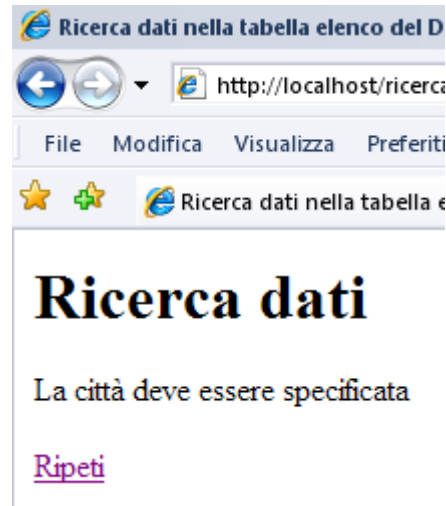 Ricerca dati nella tabella elenco del D
http://localhost/ricerca
File Modifica Visualizza Preferiti
Ricerca dati nella tabella e
Ricerca dati
La città deve essere specificata
Ripeti